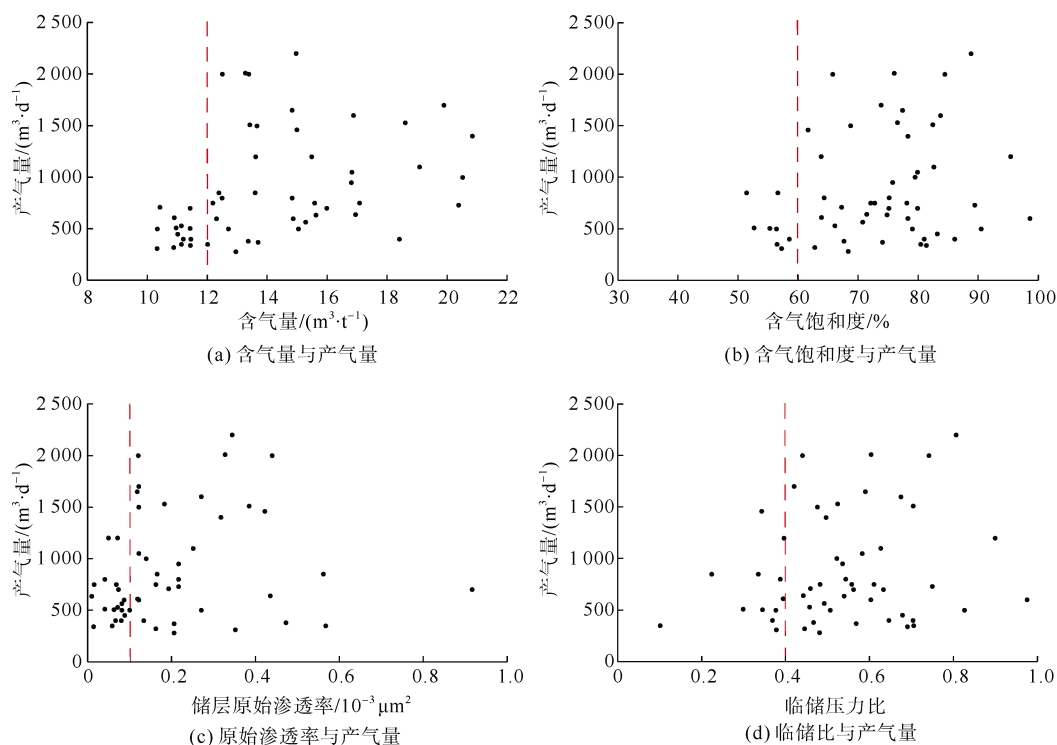 2 500
2 000
1 500
1 000
500
0
产气量/(m³·d⁻¹)
8 10 12 14 16 18 20 22
含气量/(m³·t⁻¹)
(a) 含气量与产气量
2 500
2 000
1 500
1 000
500
0
产气量/(m³·d⁻¹)
30 40 50 60 70 80 90 100
含气饱和度/%
(b) 含气饱和度与产气量
2 500
2 000
1 500
1 000
500
0
产气量/(m³·d⁻¹)
0 0.2 0.4 0.6 0.8 1.0
储层原始渗透率/10⁻³ μm²
(c) 原始渗透率与产气量
2 500
2 000
1 500
1 000
500
0
产气量/(m³·d⁻¹)
0 0.2 0.4 0.6 0.8 1.0
临储压力比
(d) 临储比与产气量